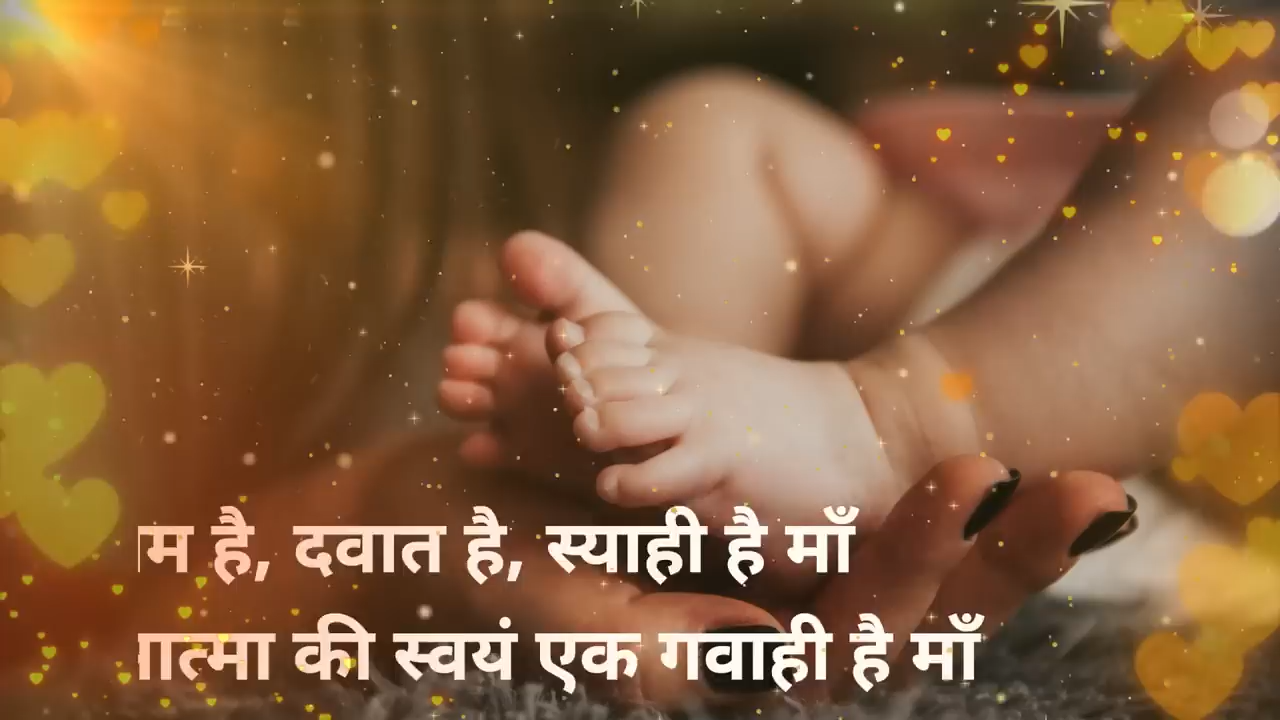 है, दवात है, स्याही है माँ
की स्वयं एक गवाही है माँ